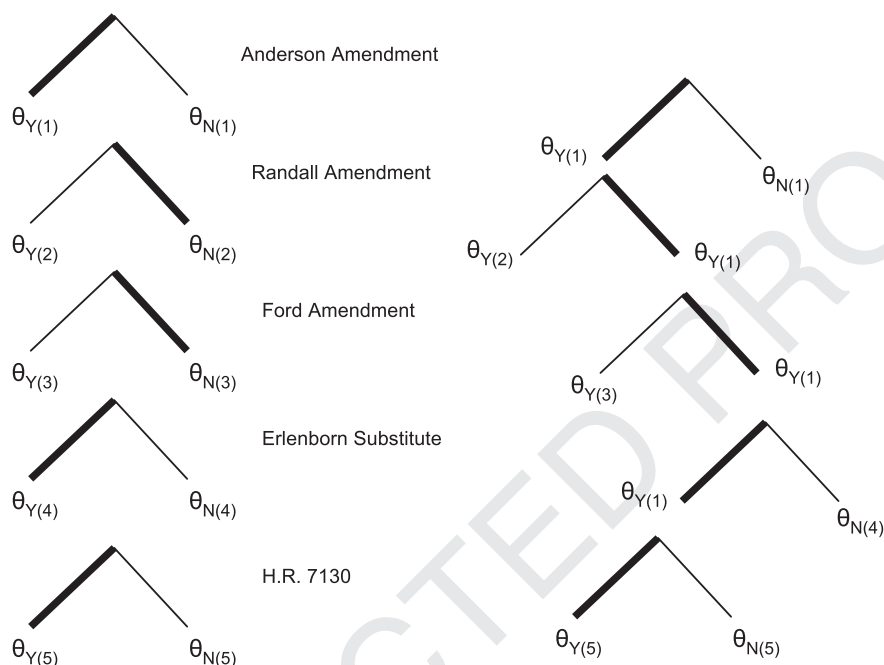 Anderson Amendment
θY(1)
θN(1)
Randall Amendment
θY(2)
θN(2)
Ford Amendment
θY(3)
θN(3)
Erlenborn Substitute
θY(4)
θN(4)
H.R. 7130
θY(5)
θN(5)
θY(1)
θN(1)
θY(2)
θY(1)
θY(3)
θY(1)
θY(1)
θN(4)
θY(5)
θN(5)
CTED PRO